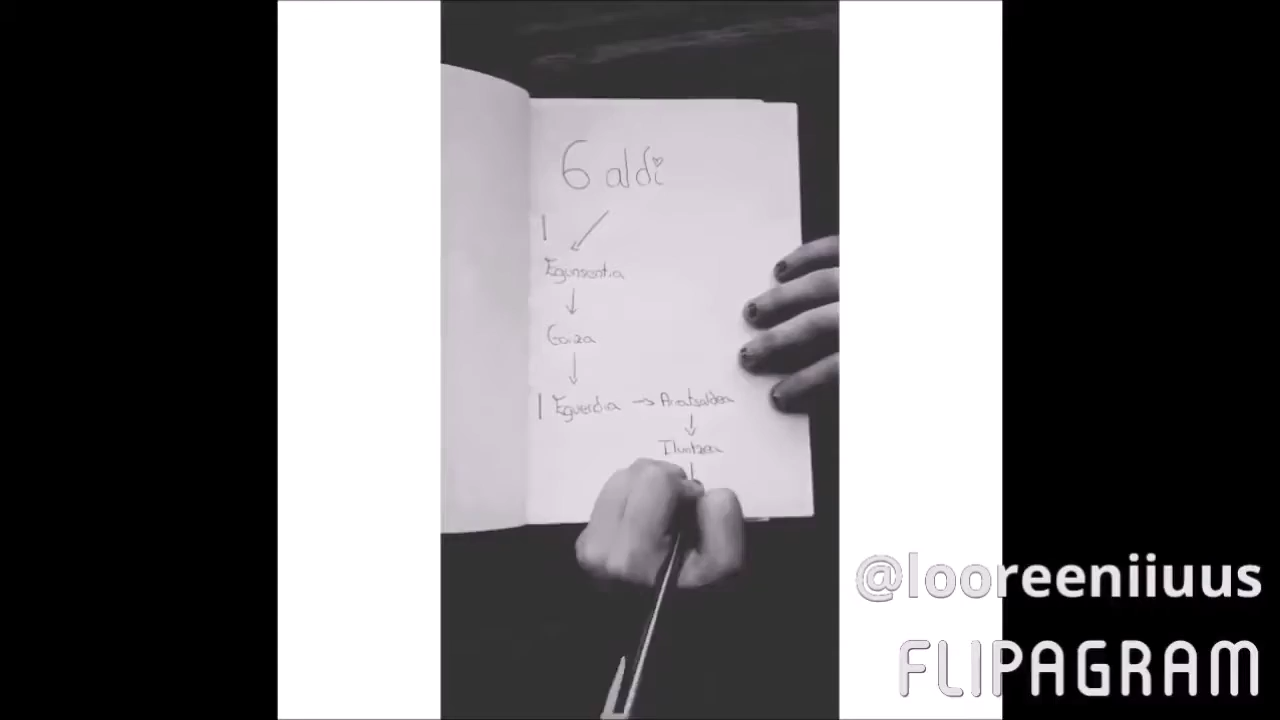 6 aldi
Egunsentia
Goiza
Eguerdia → Arratsaldea
Iluntzea
@looreeniiuus
FLIPAGRAM